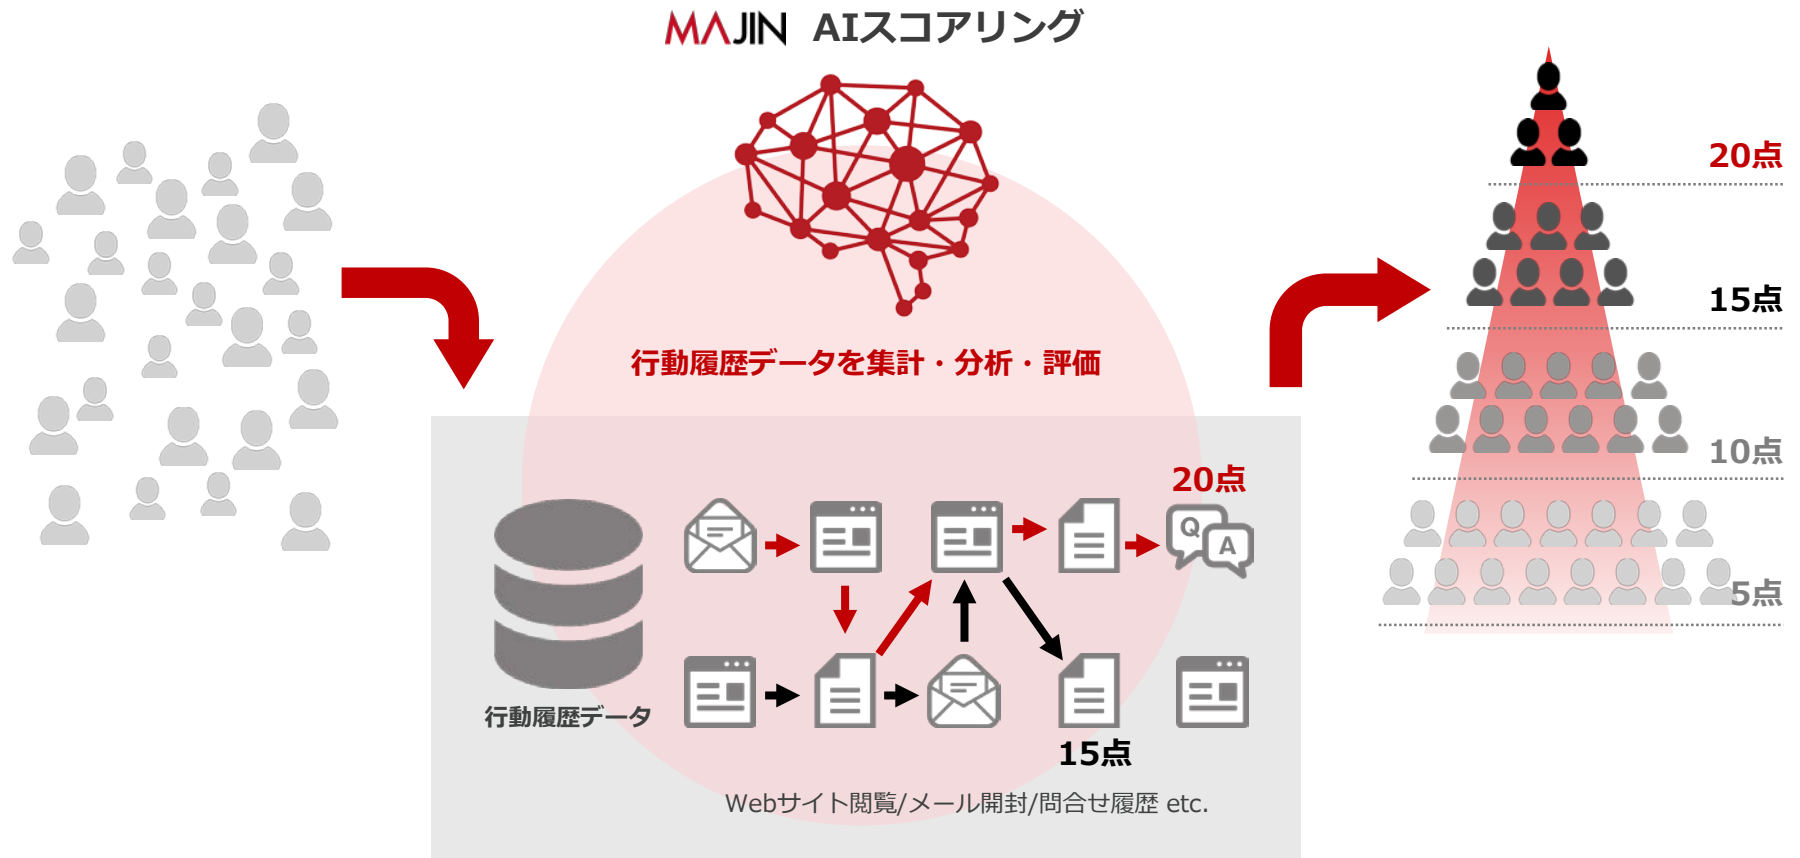 MAJIN AIスコアリング
行動履歴データを集計・分析・評価
行動履歴データ
20点
Q
A
15点
Webサイト閲覧/メール開封/問合せ履歴 etc.
20点
15点
10点
5点